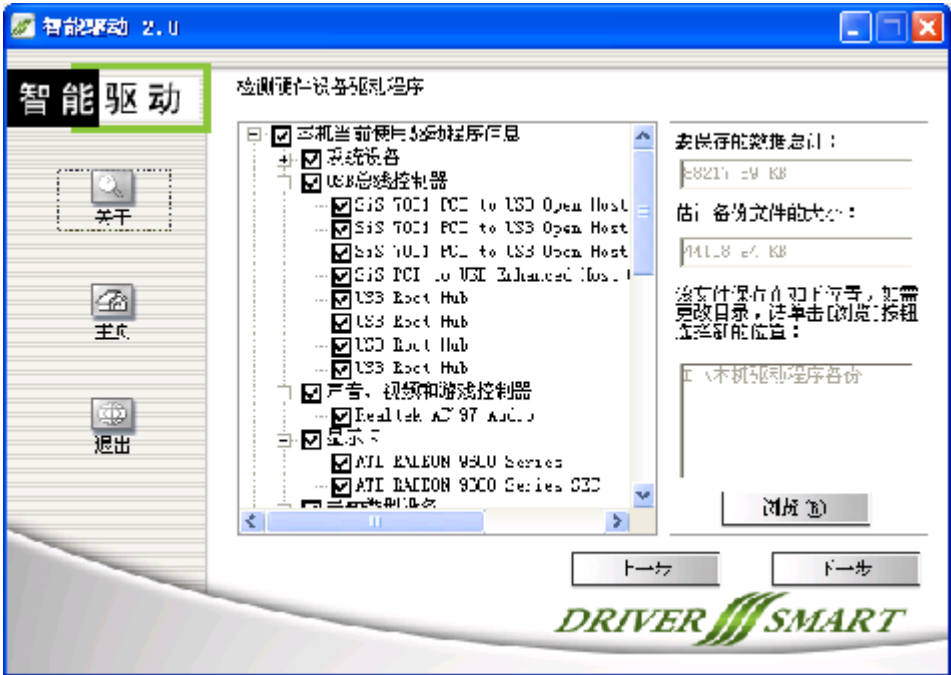 智能驱动 2.0
智能驱动
检测硬件设备驱动程序
关于
主页
退出
本机当前使用驱动程序信息
系统设备
USB总线控制器
SiS 7001 PCI to USB Open Host
SiS 7001 PCI to USB Open Host
SiS 7001 PCI to USB Open Host
SiS PCI to USB Enhanced Host
USB Root Hub
USB Root Hub
USB Root Hub
USB Root Hub
声音、视频和游戏控制器
Realtek AC'97 Audio
显示卡
ATI RADEON 9600 Series
ATI RADEON 9600 Series SEC
要保存的数据总计：
KB
估计备份文件的大小：
KB
该文件保存在如下位置，如需
更改目录，请单击[浏览]按钮
选择新的位置：
本机驱动程序备份
浏览(B)
上一步
下一步
DRIVER SMART